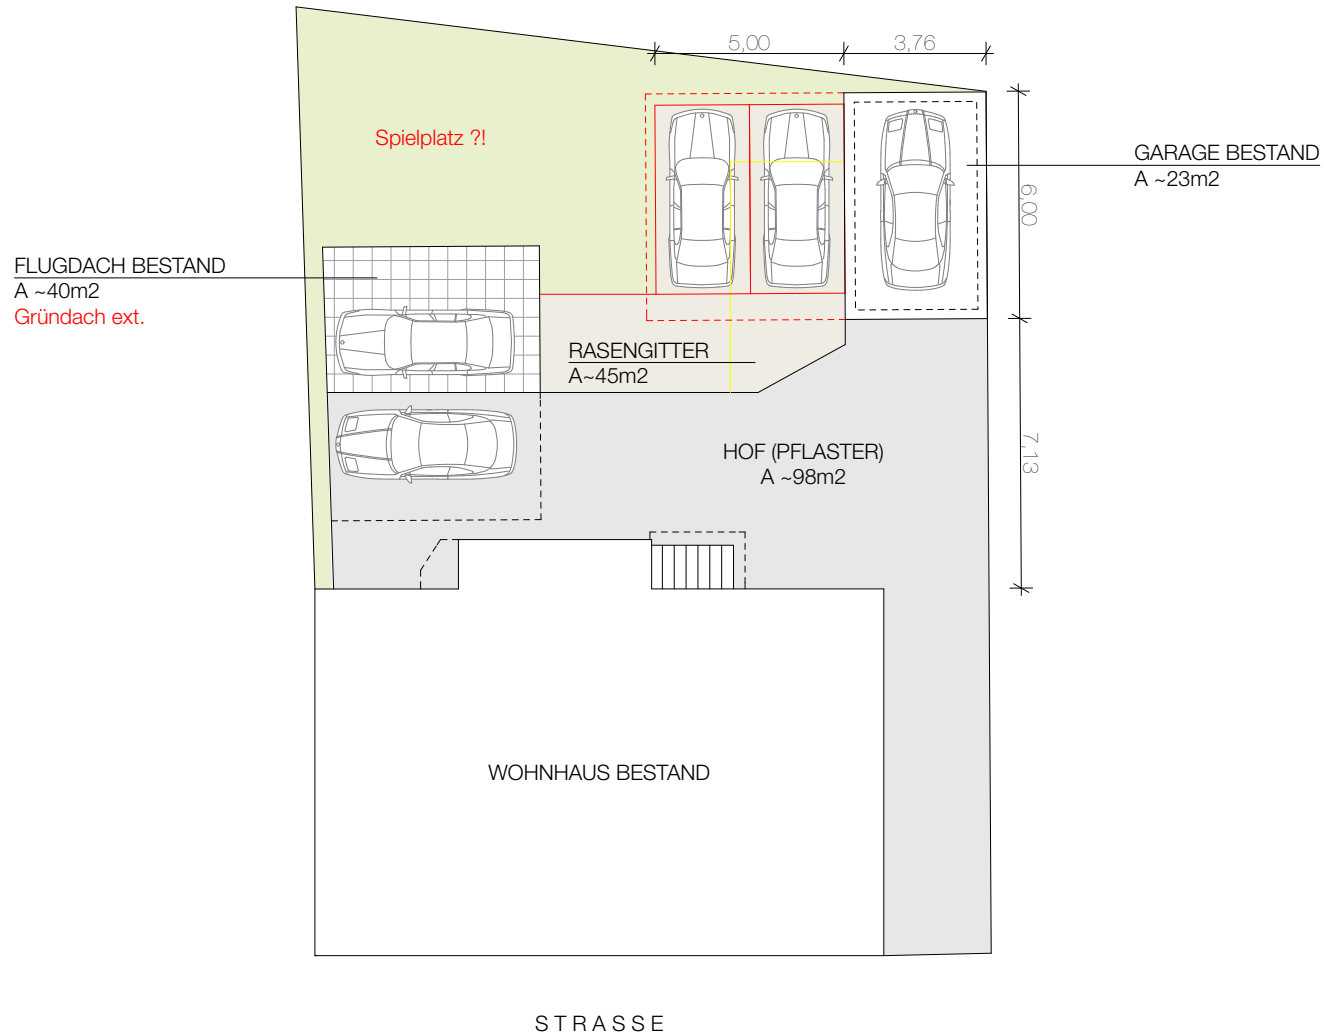 5,00
3,76
Spielplatz ?!
GARAGE BESTAND
A ~23m2
6,00
FLUGDACH BESTAND
A ~40m2
Gründach ext.
RASENGITTER
A~45m2
HOF (PFLASTER)
A ~98m2
7,13
WOHNHAUS BESTAND
STRASSE